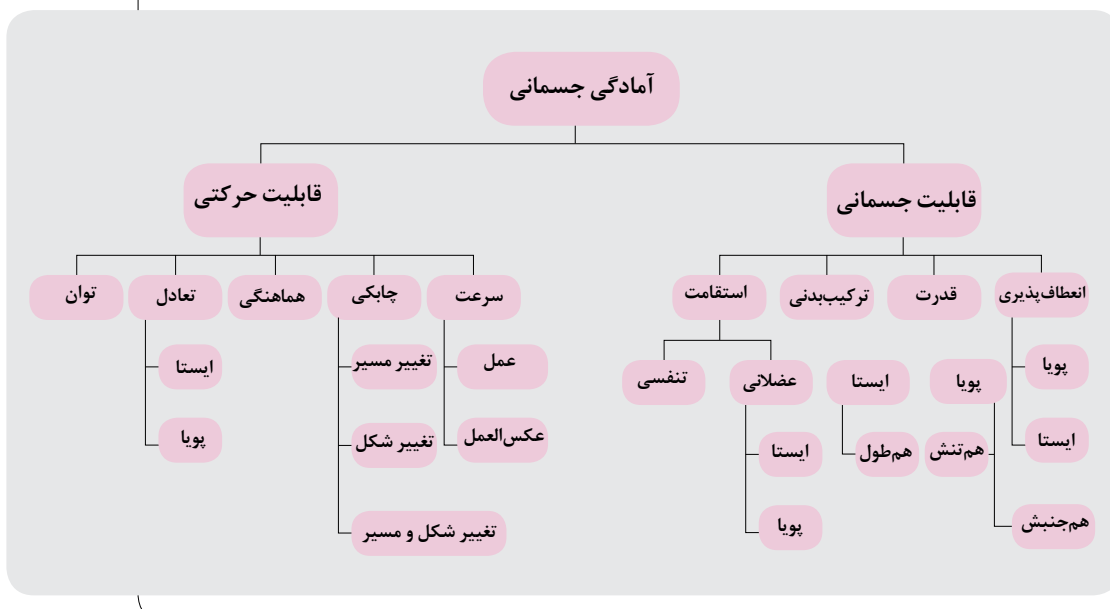 آمادگی جسمانی
قابلیت جسمانی
قابلیت حرکتی
انعطاف‌پذیری
قدرت
ترکیب‌بدنی
استقامت
سرعت
چابکی
هماهنگی
تعادل
توان
پویا
پویا
ایستا
عضلانی
تنفسی
عمل
تغییر مسیر
ایستا
ایستا
هم‌تنش
هم‌طول
ایستا
عکس‌العمل
تغییر شکل
پویا
هم‌جنبش
پویا
تغییر شکل و مسیر